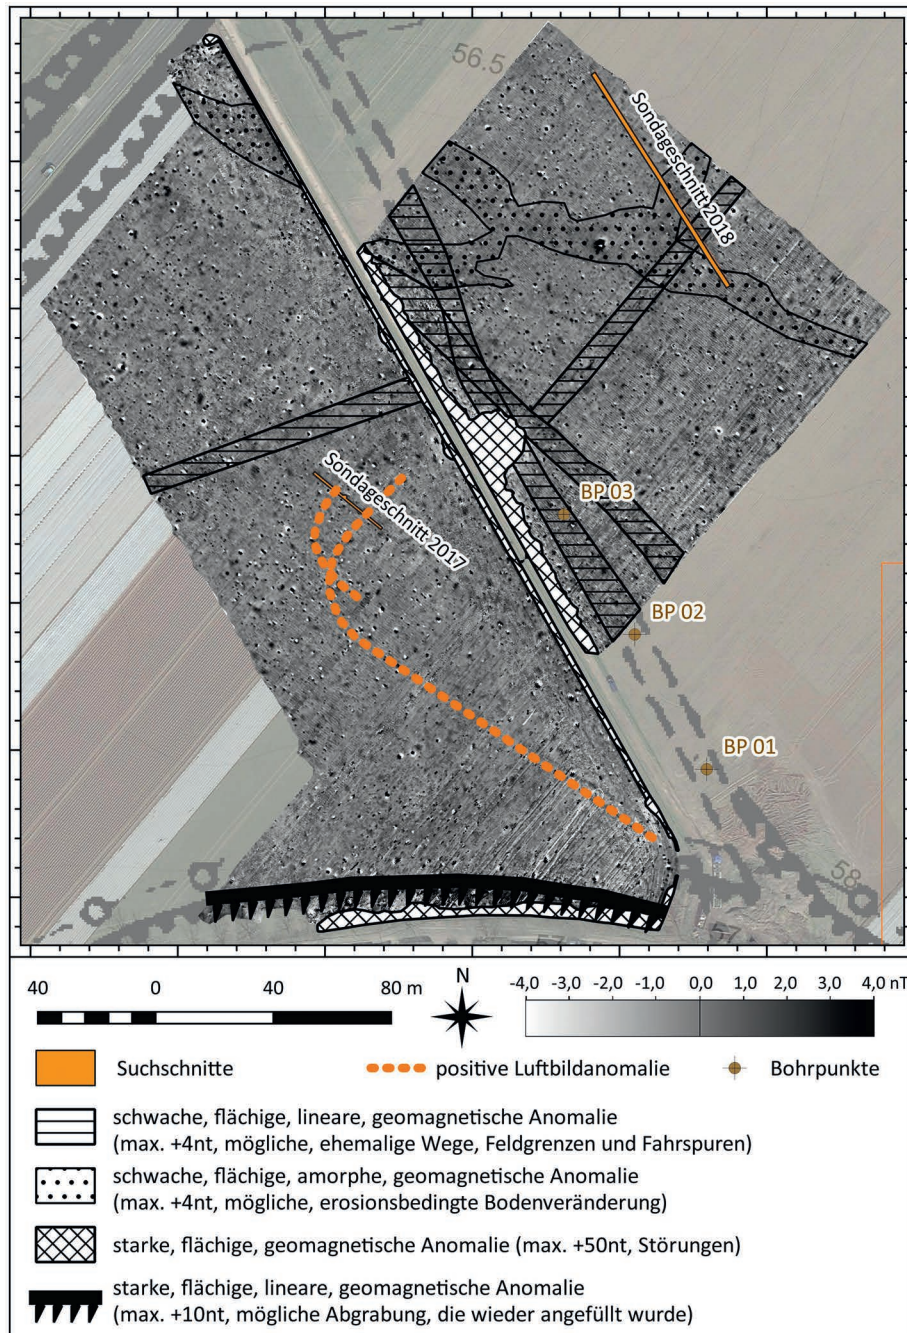 56.5
Sondageschnitt 2018
Sondageschnitt 2017
BP 03
BP 02
BP 01
58
57
40 0 40 80 m
N
-4,0 -3,0 -2,0 -1,0 0,0 1,0 2,0 3,0 4,0 nT
Suchschnitte
positive Luftbildanomalie
Bohrpunkte
schwache, flächige, lineare, geomagnetische Anomalie
(max. +4nt, mögliche, ehemalige Wege, Feldgrenzen und Fahrspuren)
schwache, flächige, amorphe, geomagnetische Anomalie
(max. +4nt, mögliche, erosionsbedingte Bodenveränderung)
starke, flächige, geomagnetische Anomalie (max. +50nt, Störungen)
starke, flächige, lineare, geomagnetische Anomalie
(max. +10nt, mögliche Abgrabung, die wieder angefüllt wurde)